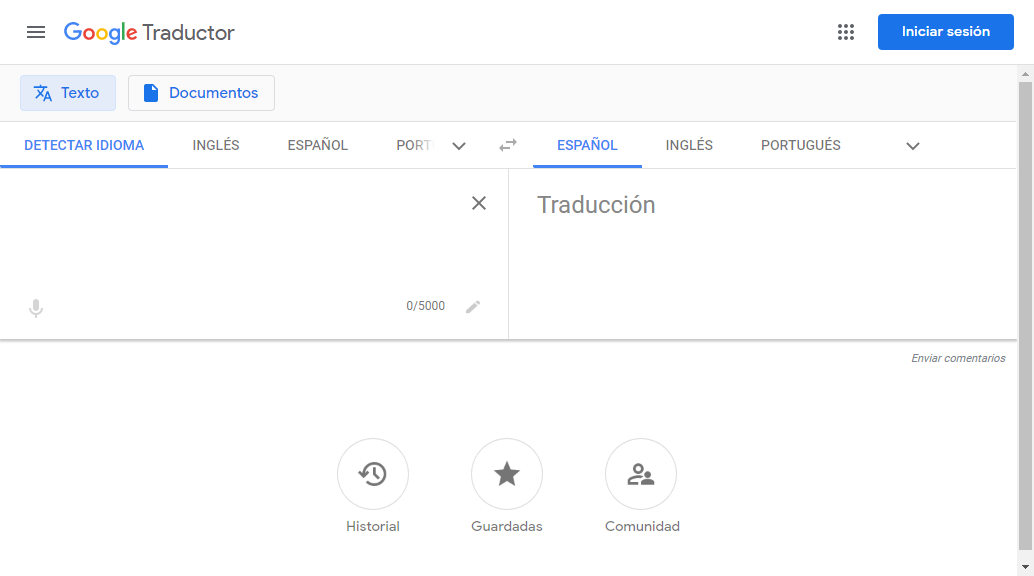 Google Traductor
Iniciar sesión
Texto
Documentos
DETECTAR IDIOMA
INGLÉS
ESPAÑOL
PORT
ESPAÑOL
INGLÉS
PORTUGUÉS
Traducción
0/5000
Enviar comentarios
Historial
Guardadas
Comunidad